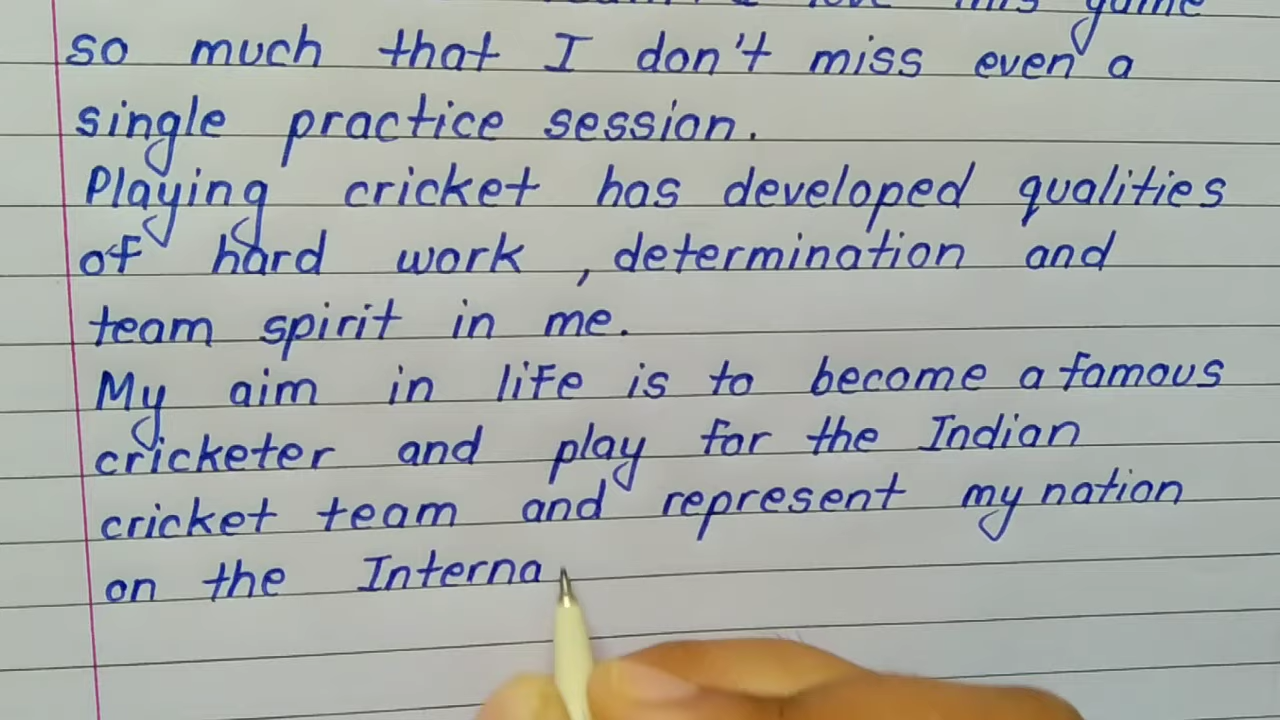 this game
so much that I don't miss even a
single practice session.
Playing cricket has developed qualities
of hard work , determination and
team spirit in me.
My aim in life is to become a famous
cricketer and play for the Indian
cricket team and represent my nation
on the Interna